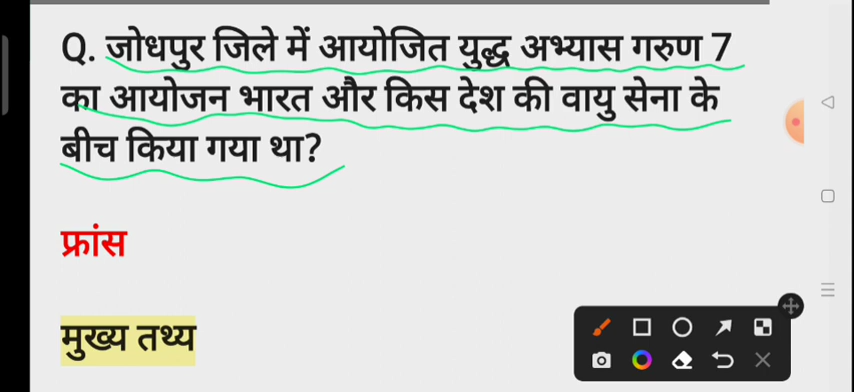 Q. जोधपुर जिले में आयोजित युद्ध अभ्यास गरुण 7
का आयोजन भारत और किस देश की वायु सेना के
बीच किया गया था?
फ्रांस
मुख्य तथ्य